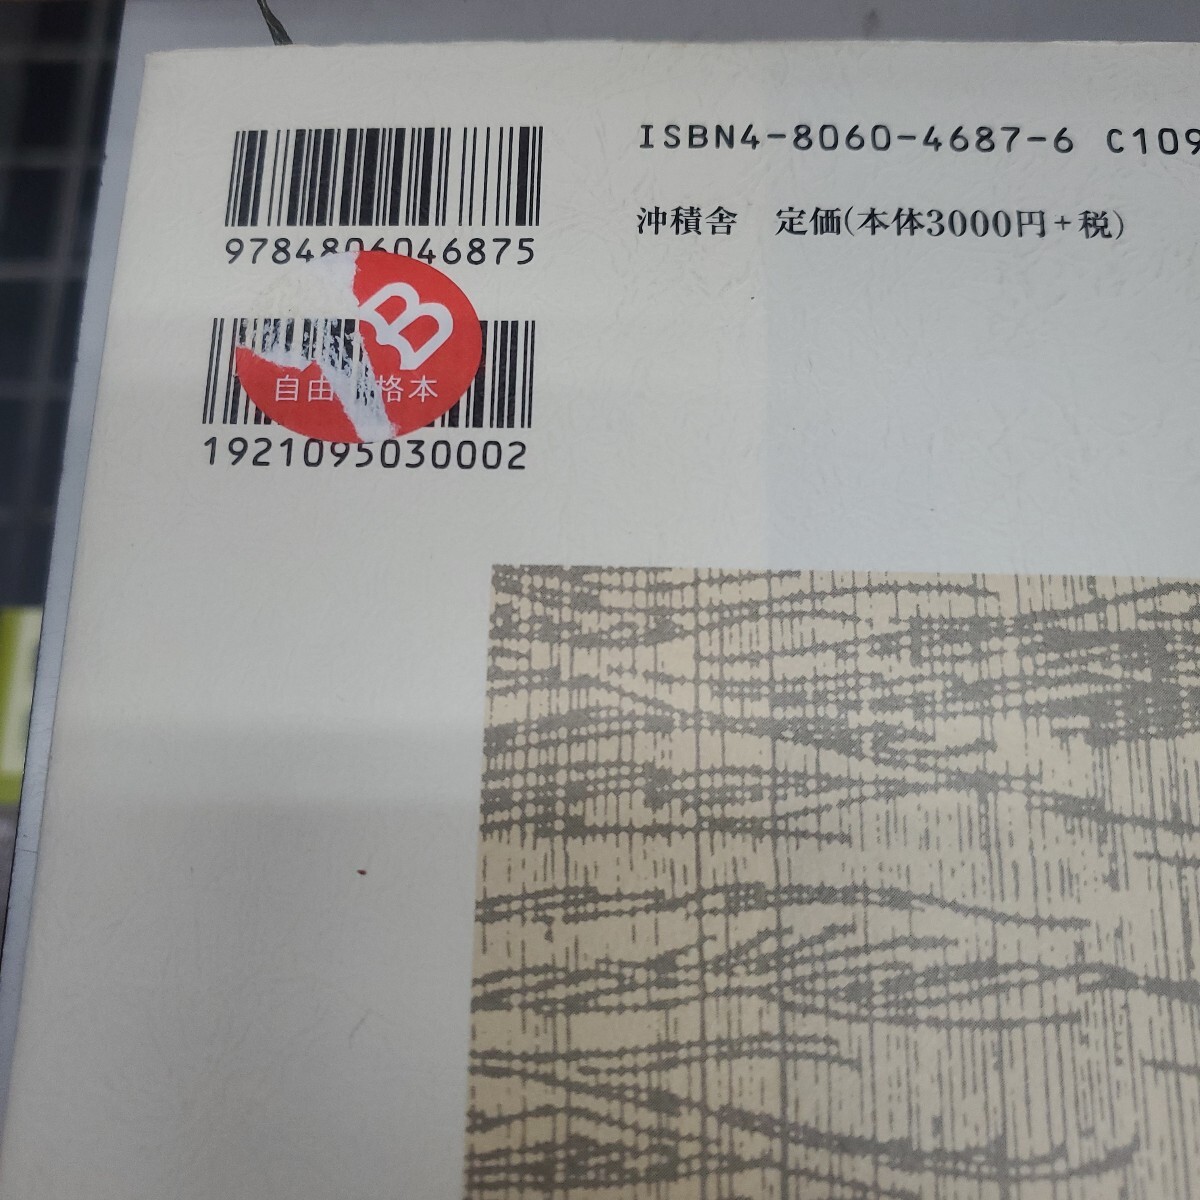 ISBN4-8060-4687-6 C109
沖積舎 定価(本体3000円+税)
9784806046875
B
自由 格本
1921095030002